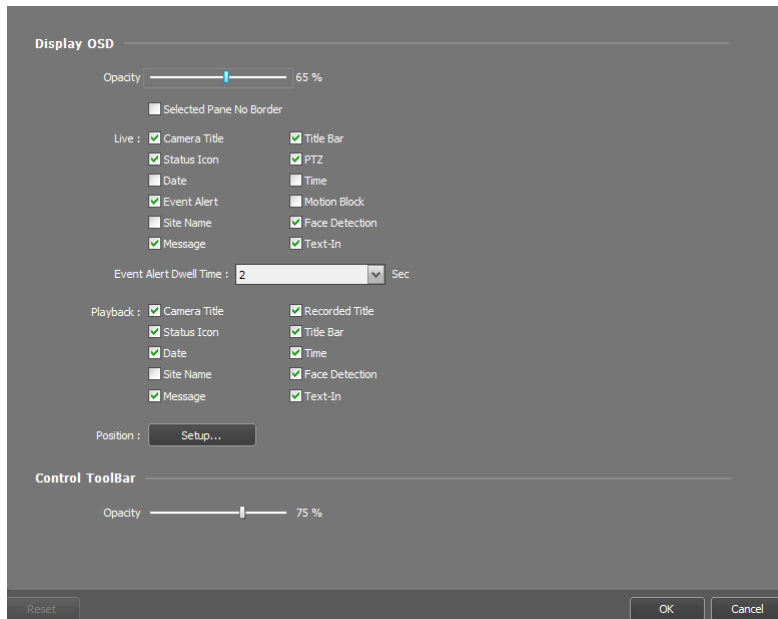 Display OSD
Opacity 65 %
Selected Pane No Border
Live : Camera Title Title Bar
Status Icon PTZ
Date Time
Event Alert Motion Block
Site Name Face Detection
Message Text-In
Event Alert Dwell Time : 2 Sec
Playback : Camera Title Recorded Title
Status Icon Title Bar
Date Time
Site Name Face Detection
Message Text-In
Position : Setup...
Control ToolBar
Opacity 75 %
Reset OK Cancel